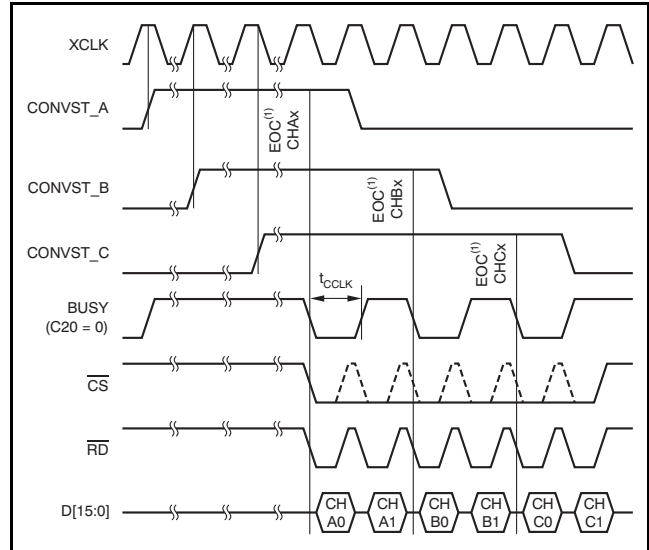 XCLK
CONVST_A
EOC(1)
CHAx
CONVST_B
EOC(1)
CHBx
CONVST_C
EOC(1)
CHCx
tCCLK
BUSY
(C20 = 0)
CS
RD
D[15:0]
CH
A0
CH
A1
CH
B0
CH
B1
CH
C0
CH
C1